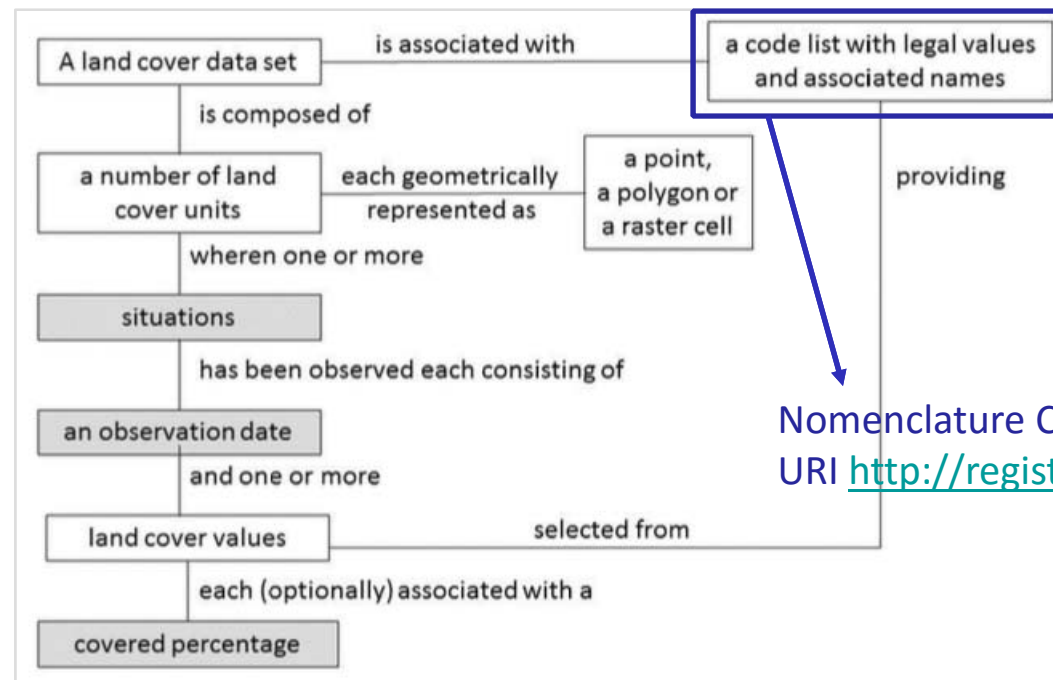 A land cover data set
is associated with
a code list with legal values
and associated names
is composed of
a number of land
cover units
each geometrically
represented as
a point,
a polygon or
a raster cell
providing
wheren one or more
situations
has been observed each consisting of
an observation date
and one or more
Nomenclature
URI http://regist
land cover values
selected from
each (optionally) associated with a
covered percentage